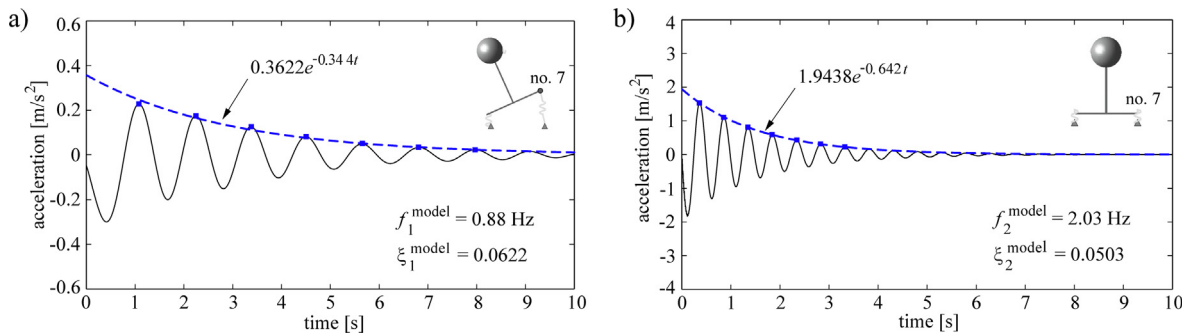 a)
0.6
0.4
0.2
0
-0.2
-0.4
-0.6
acceleration [m/s²]
0.3622e^-0.344t
no. 7
f₁^model = 0.88 Hz
ξ₁^model = 0.0622
0 1 2 3 4 5 6 7 8 9 10
time [s]
b)
4
3
2
1
0
-1
-2
-3
-4
acceleration [m/s²]
1.9438e^-0.642t
no. 7
f₂^model = 2.03 Hz
ξ₂^model = 0.0503
0 1 2 3 4 5 6 7 8 9 10
time [s]